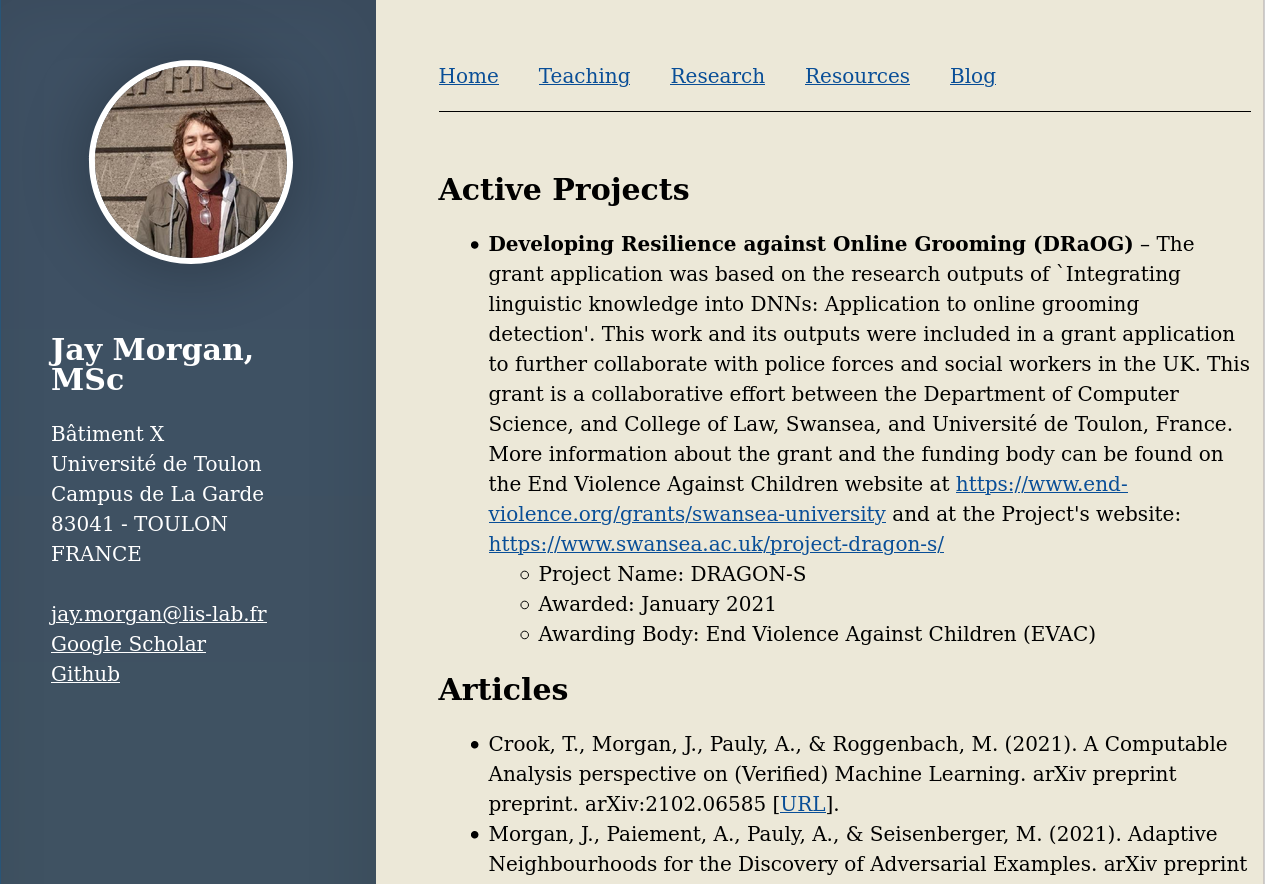 Home Teaching Research Resources Blog
Jay Morgan,
MSc
Bâtiment X
Université de Toulon
Campus de La Garde
83041 - TOULON
FRANCE
jay.morgan@lis-lab.fr
Google Scholar
Github
Active Projects
• Developing Resilience against Online Grooming (DRaOG) – The
grant application was based on the research outputs of `Integrating
linguistic knowledge into DNNs: Application to online grooming
detection'. This work and its outputs were included in a grant application
to further collaborate with police forces and social workers in the UK. This
grant is a collaborative effort between the Department of Computer
Science, and College of Law, Swansea, and Université de Toulon, France.
More information about the grant and the funding body can be found on
the End Violence Against Children website at https://www.end-
violence.org/grants/swansea-university and at the Project's website:
https://www.swansea.ac.uk/project-dragon-s/
◦ Project Name: DRAGON-S
◦ Awarded: January 2021
◦ Awarding Body: End Violence Against Children (EVAC)
Articles
• Crook, T., Morgan, J., Pauly, A., & Roggenbach, M. (2021). A Computable
Analysis perspective on (Verified) Machine Learning. arXiv preprint
preprint. arXiv:2102.06585 [URL].
• Morgan, J., Paiement, A., Pauly, A., & Seisenberger, M. (2021). Adaptive
Neighbourhoods for the Discovery of Adversarial Examples. arXiv preprint